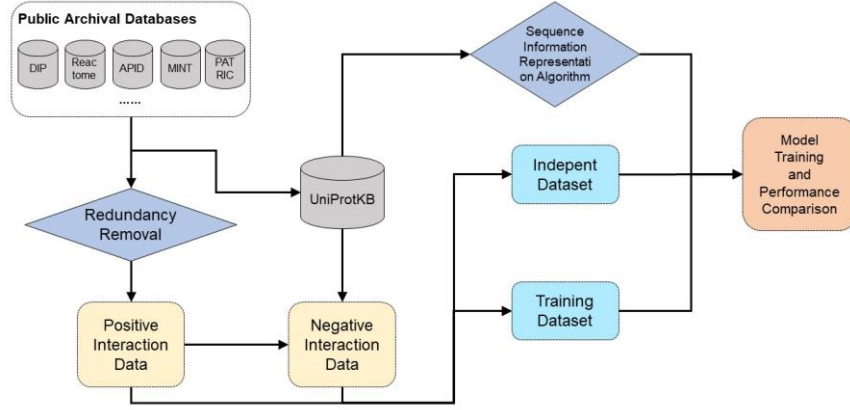 Public Archival Databases
DIP
Reac
tome
APID
MINT
PAT
RIC
......
Sequence
Information
Representati
on Algorithm
Redundancy
Removal
UniProtKB
Indepent
Dataset
Model
Training
and
Performance
Comparison
Positive
Interaction
Data
Negative
Interaction
Data
Training
Dataset